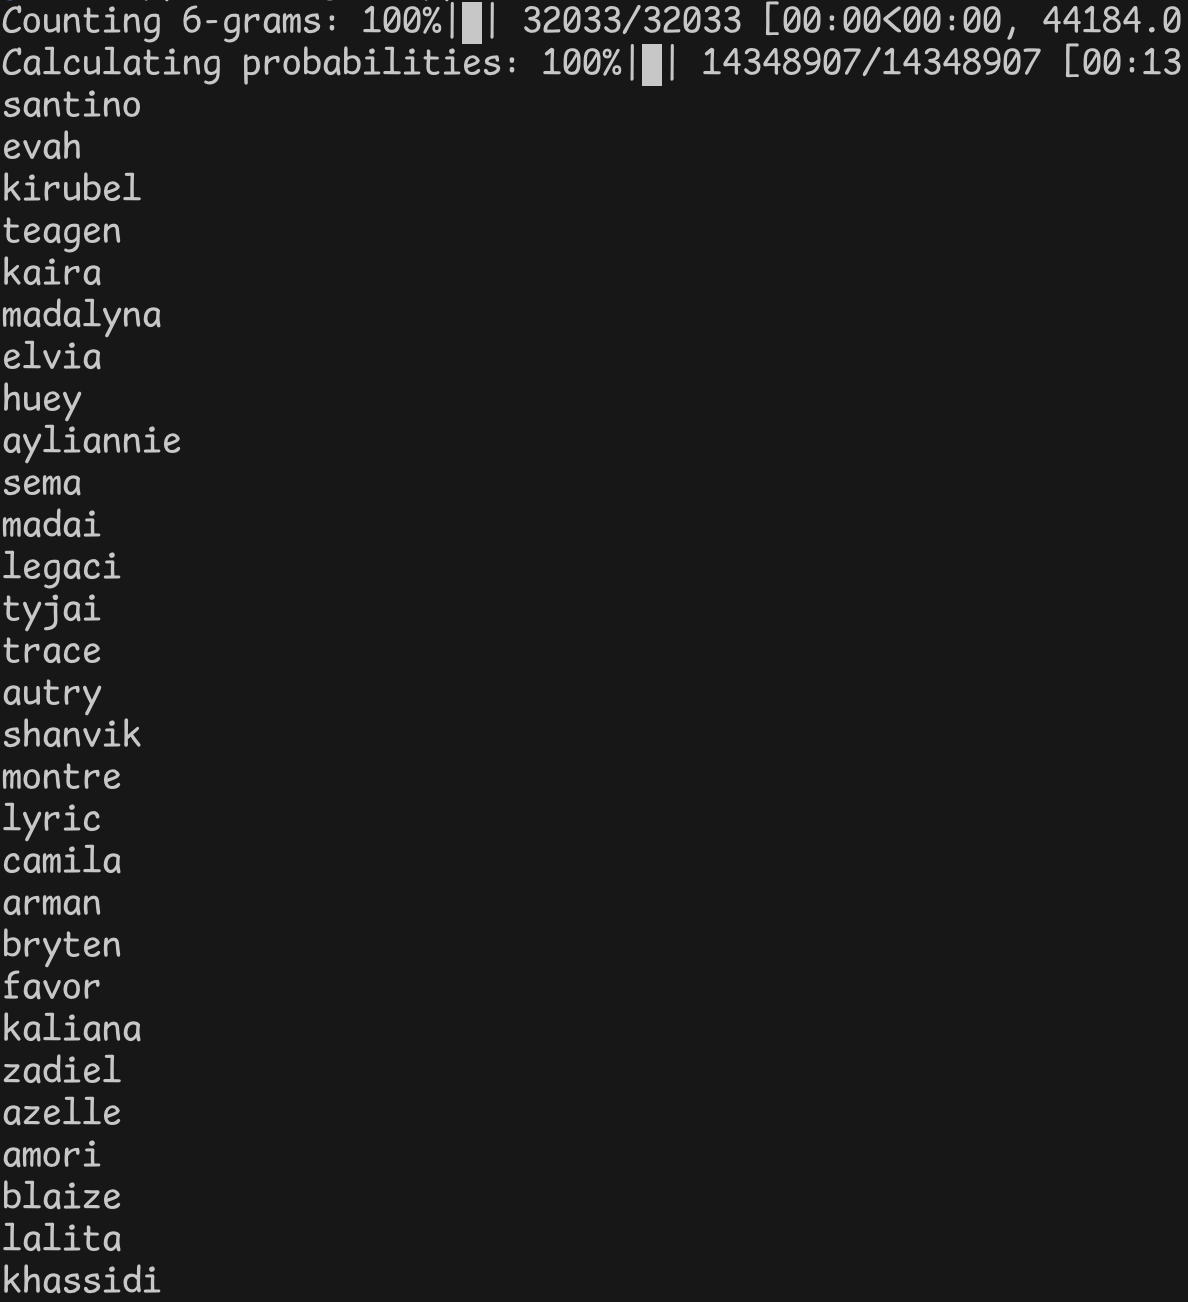 Counting 6-grams: 100%|█| 32033/32033 [00:00<00:00, 44184.0
Calculating probabilities: 100%|█| 14348907/14348907 [00:13
santino
evah
kirubel
teagen
kaira
madalyna
elvia
huey
ayliannie
sema
madai
legaci
tyjai
trace
autry
shanvik
montre
lyric
camila
arman
bryten
favor
kaliana
zadiel
azelle
amori
blaize
lalita
khassidi